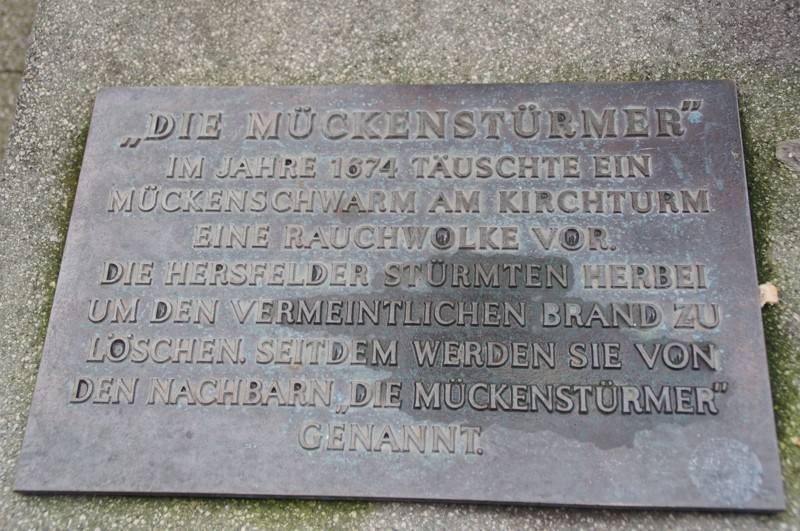 „DIE MÜCKENSTÜRMER”
IM JAHRE 1674 TÄUSCHTE EIN
MÜCKENSCHWARM AM KIRCHTURM
EINE RAUCHWOLKE VOR.
DIE HERSFELDER STÜRMTEN HERBEI
UM DEN VERMEINTLICHEN BRAND ZU
LÖSCHEN. SEITDEM WERDEN SIE VON
DEN NACHBARN „DIE MÜCKENSTÜRMER”
GENANNT.